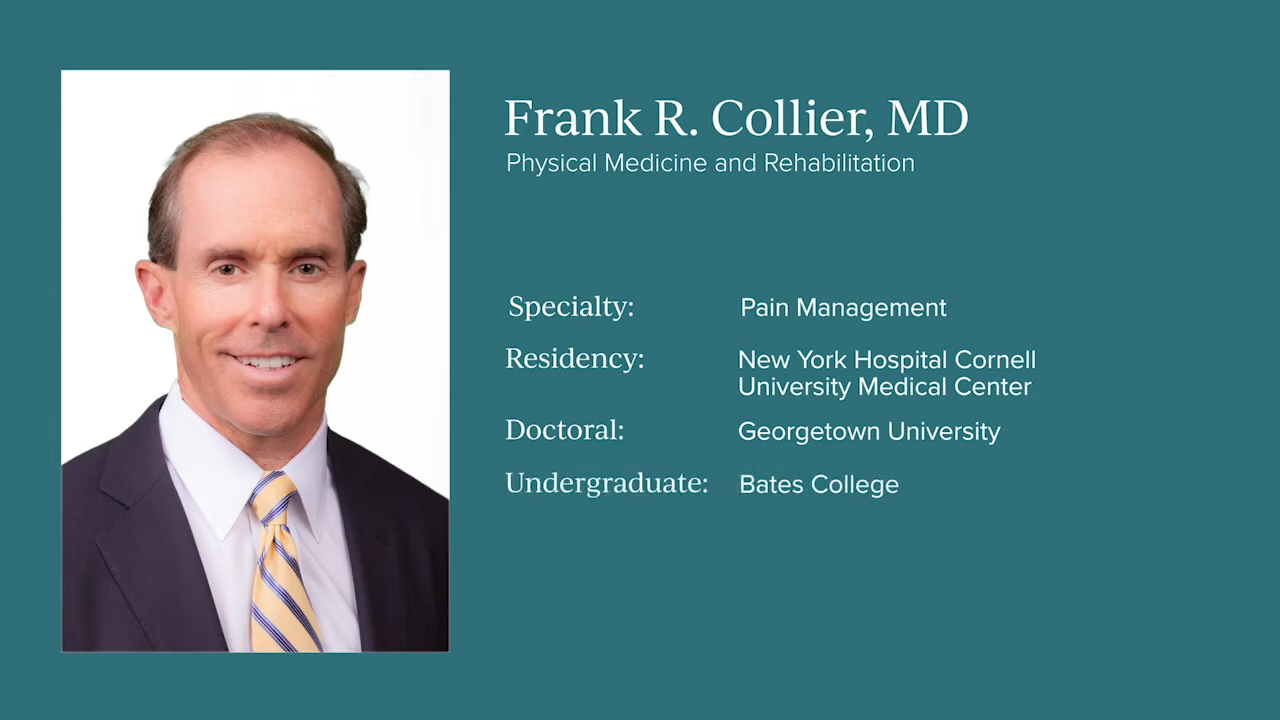 Frank R. Collier, MD
Physical Medicine and Rehabilitation
Specialty: Pain Management
Residency: New York Hospital Cornell
University Medical Center
Doctoral: Georgetown University
Undergraduate: Bates College